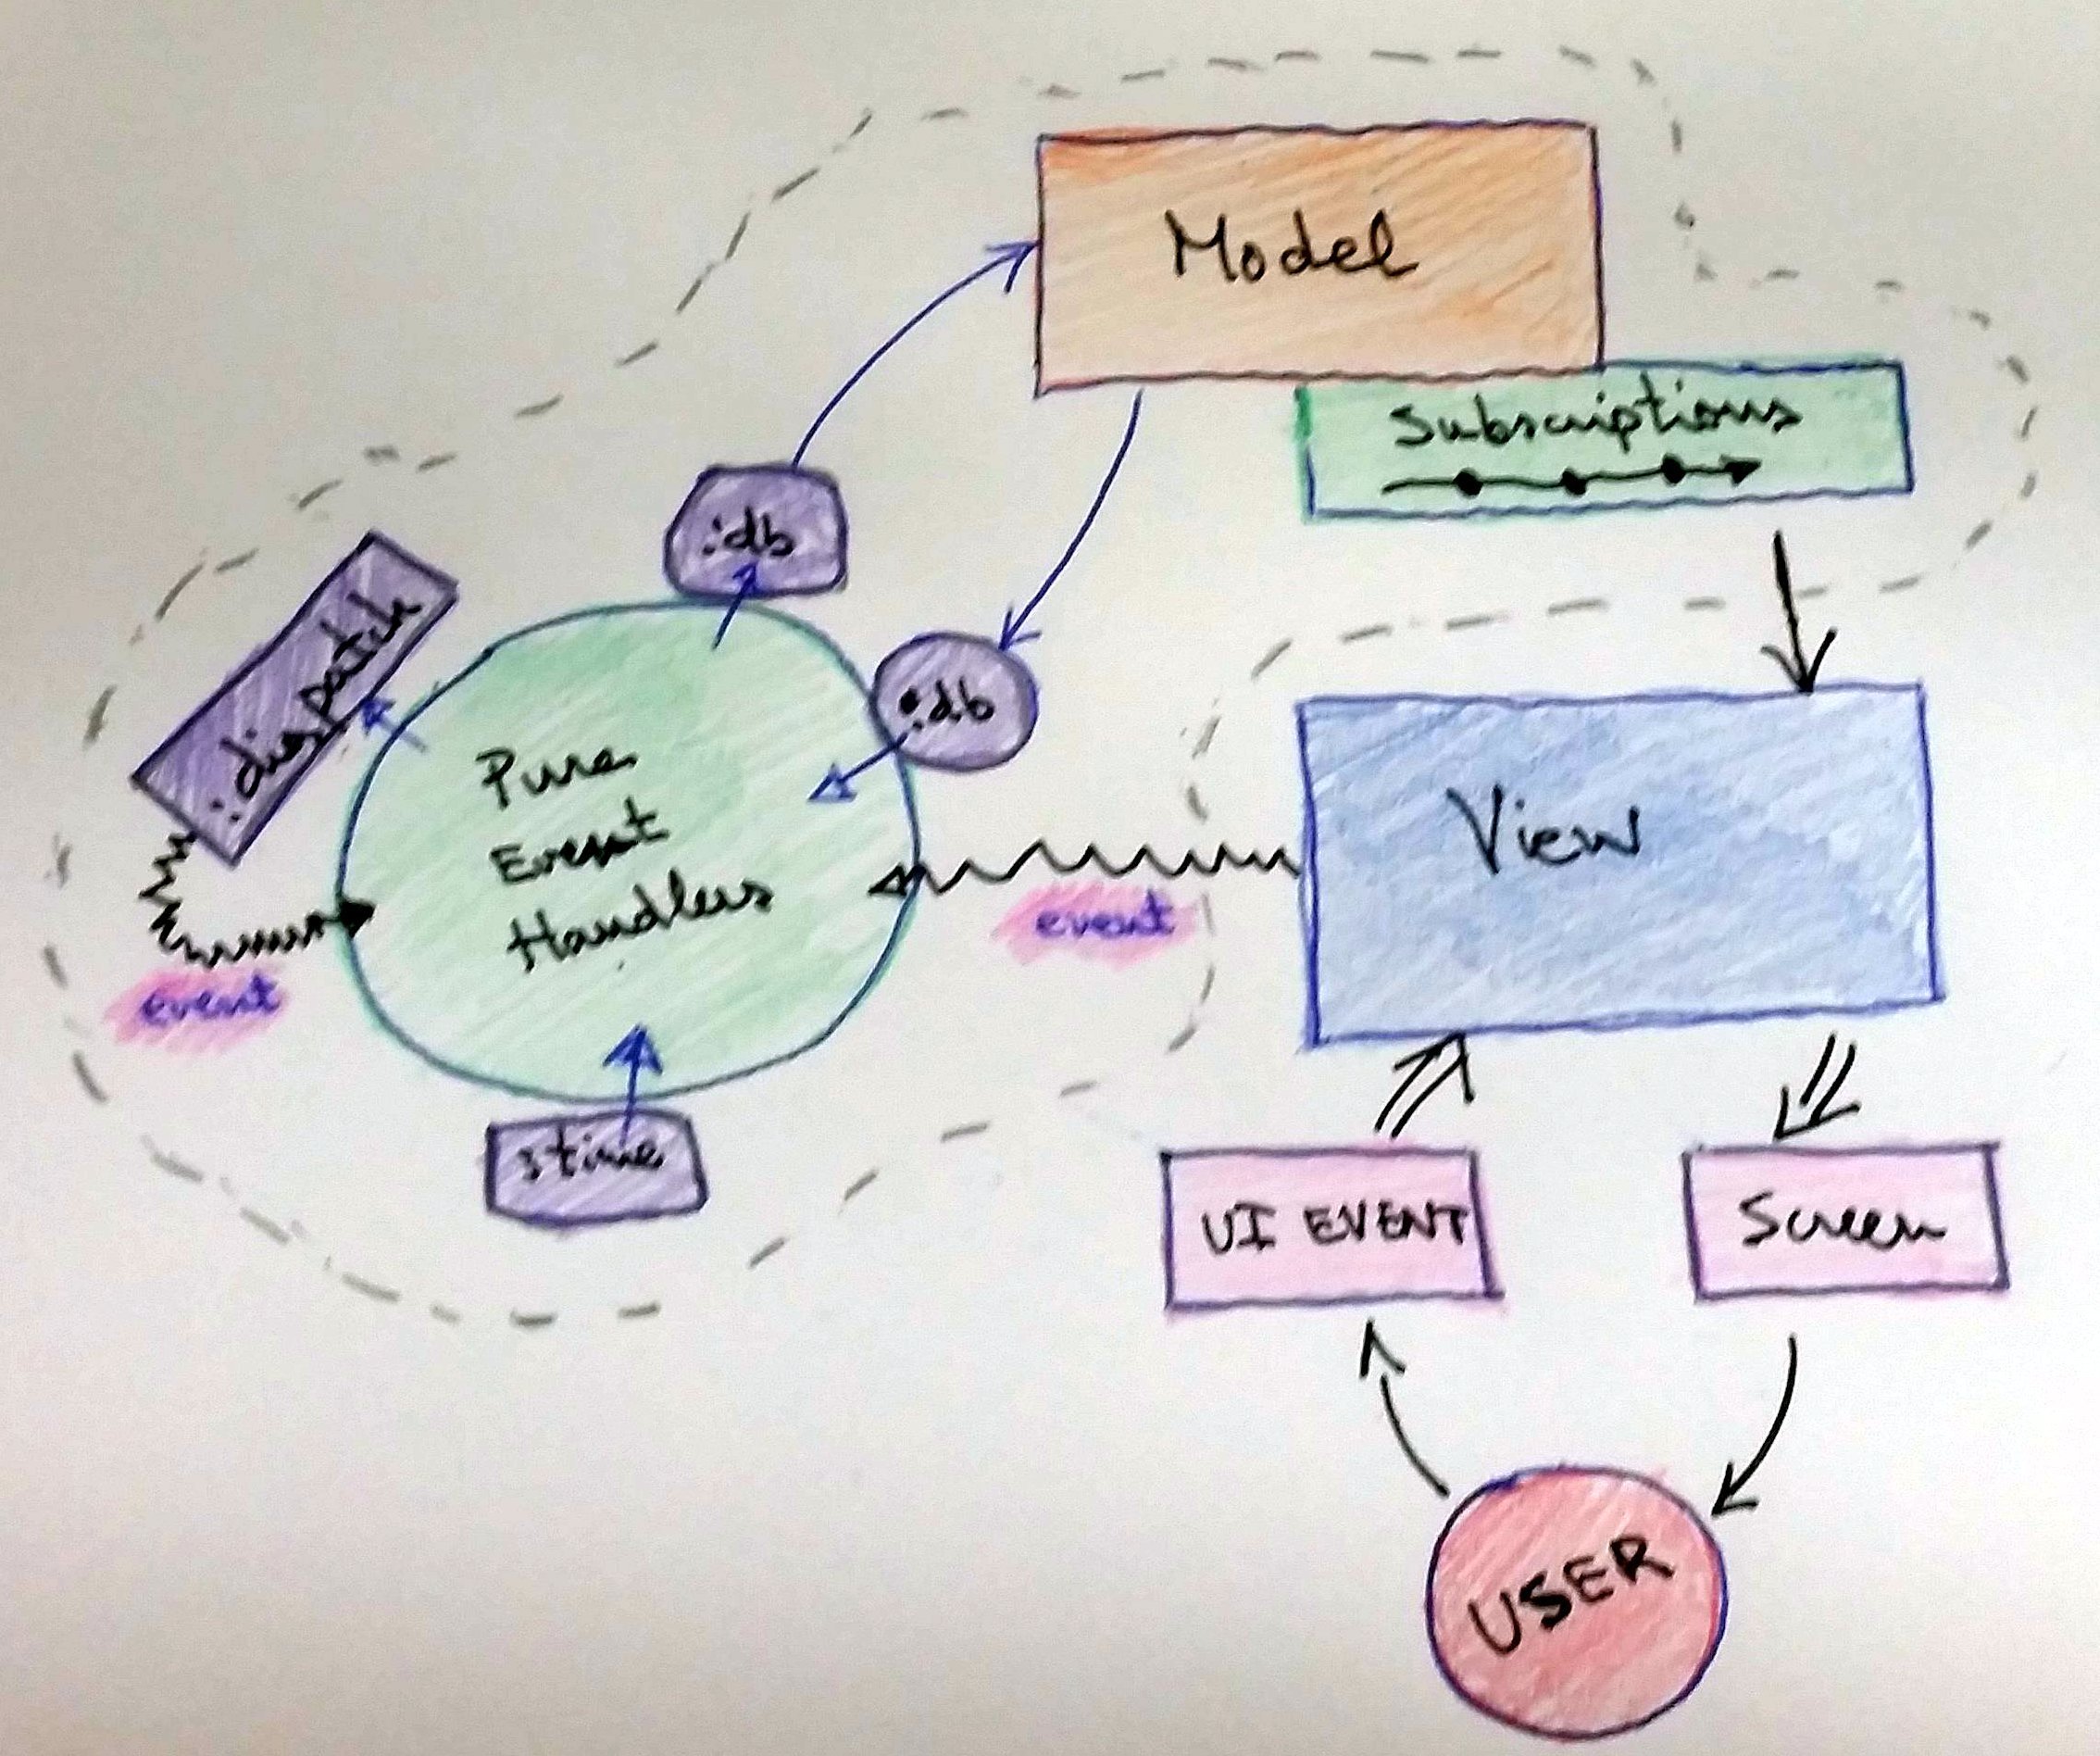 Model
Subscriptions
:db
:dispatch
:db
Pure
Event
Handlers
View
event
event
:time
UI EVENT
Screen
USER